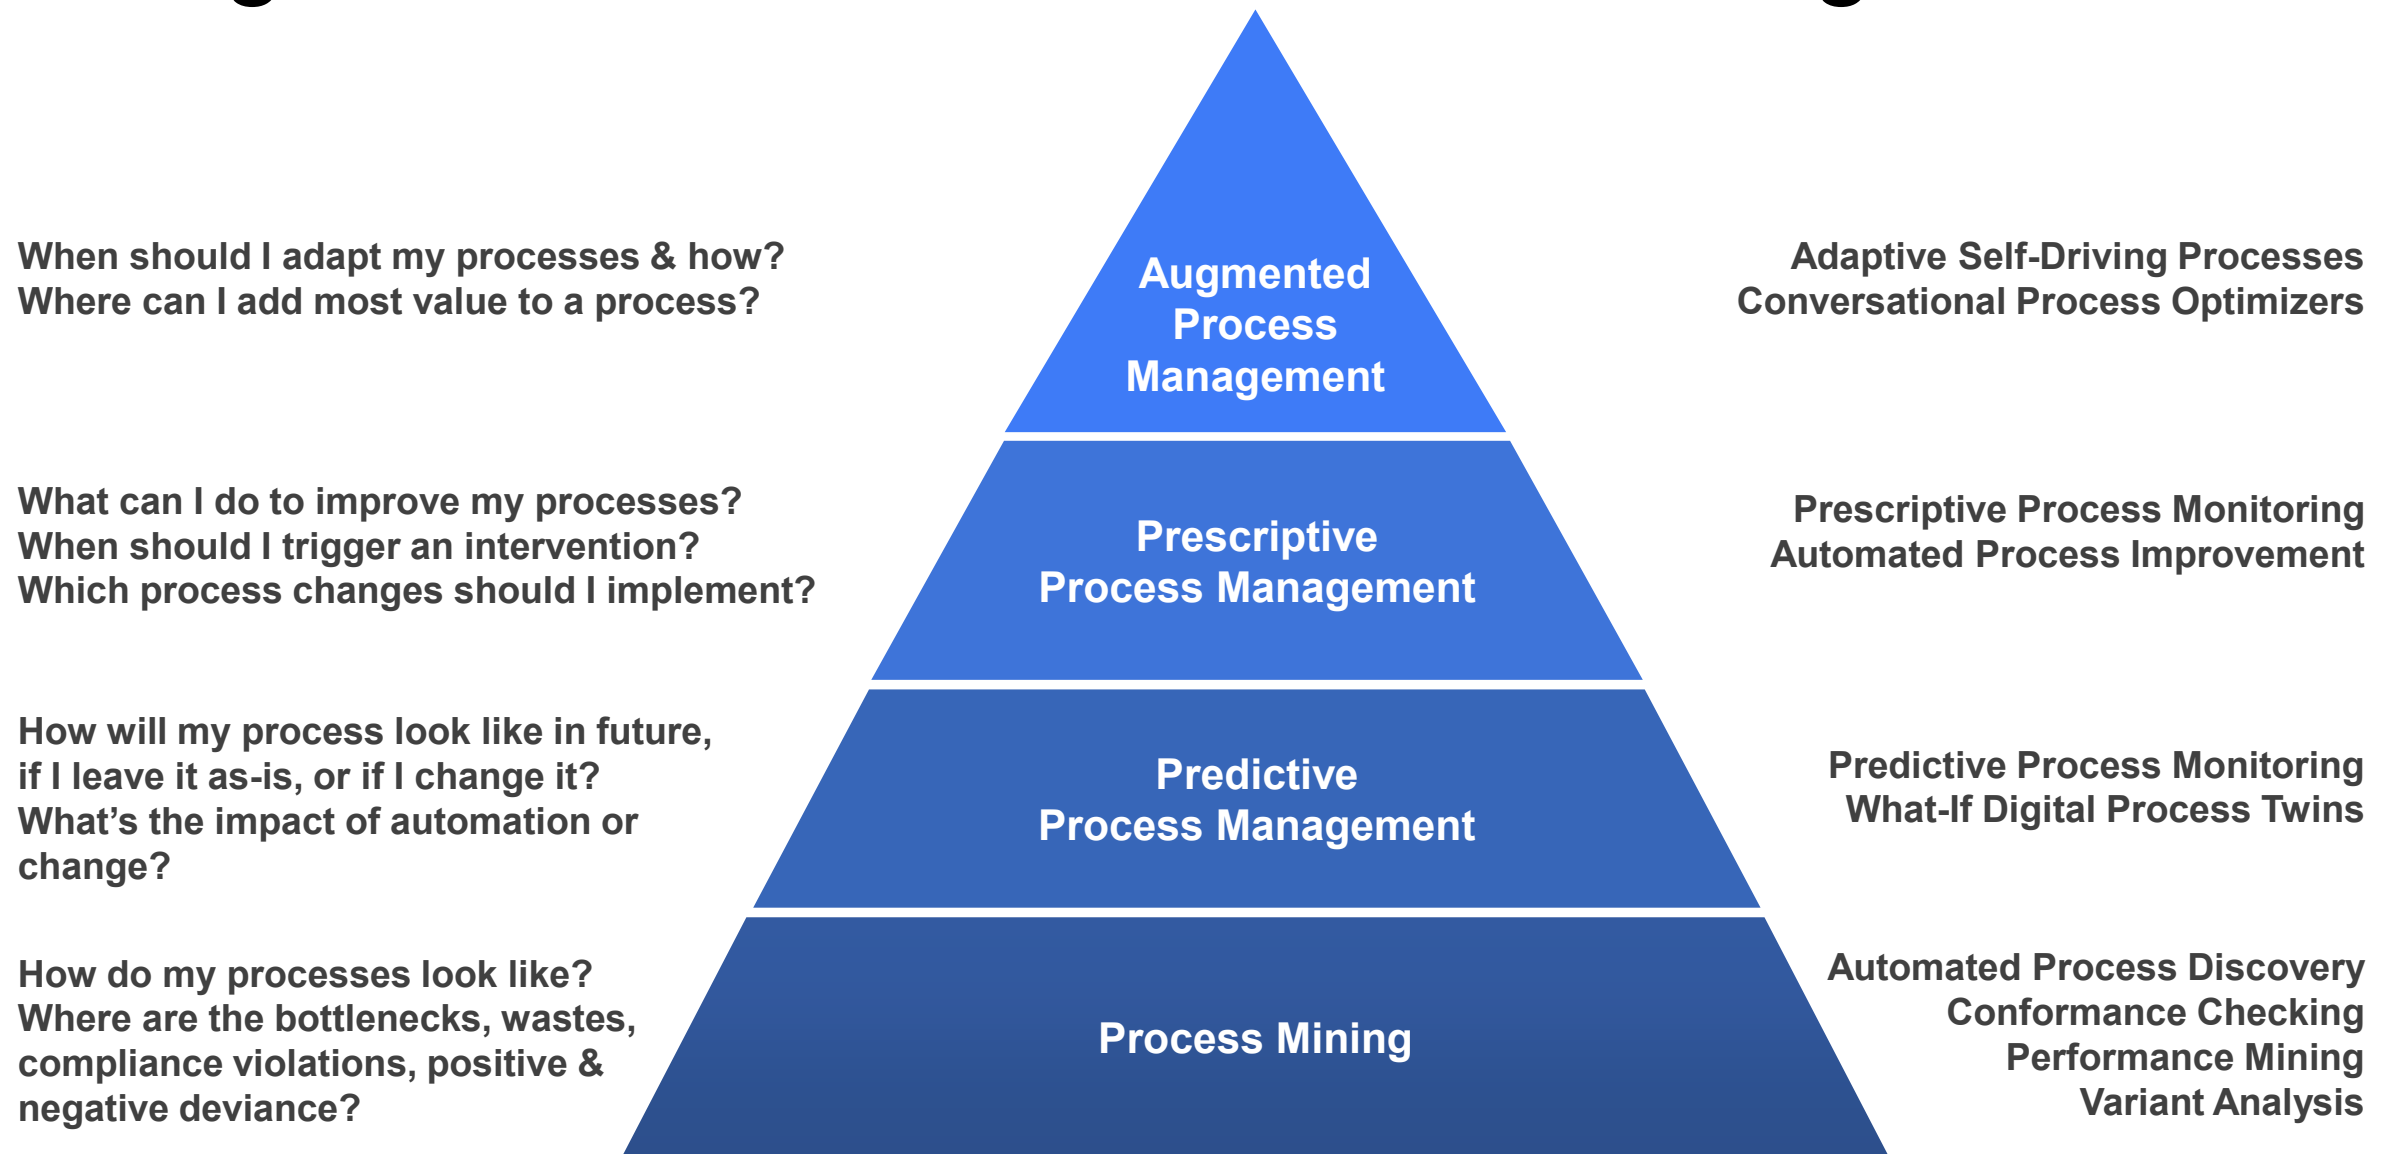 When should I adapt my processes & how?
Where can I add most value to a process?
Augmented
Process
Management
Adaptive Self-Driving Processes
Conversational Process Optimizers
What can I do to improve my processes?
When should I trigger an intervention?
Which process changes should I implement?
Prescriptive
Process Management
Prescriptive Process Monitoring
Automated Process Improvement
How will my process look like in future,
if I leave it as-is, or if I change it?
What’s the impact of automation or
change?
Predictive
Process Management
Predictive Process Monitoring
What-If Digital Process Twins
How do my processes look like?
Where are the bottlenecks, wastes,
compliance violations, positive &
negative deviance?
Process Mining
Automated Process Discovery
Conformance Checking
Performance Mining
Variant Analysis